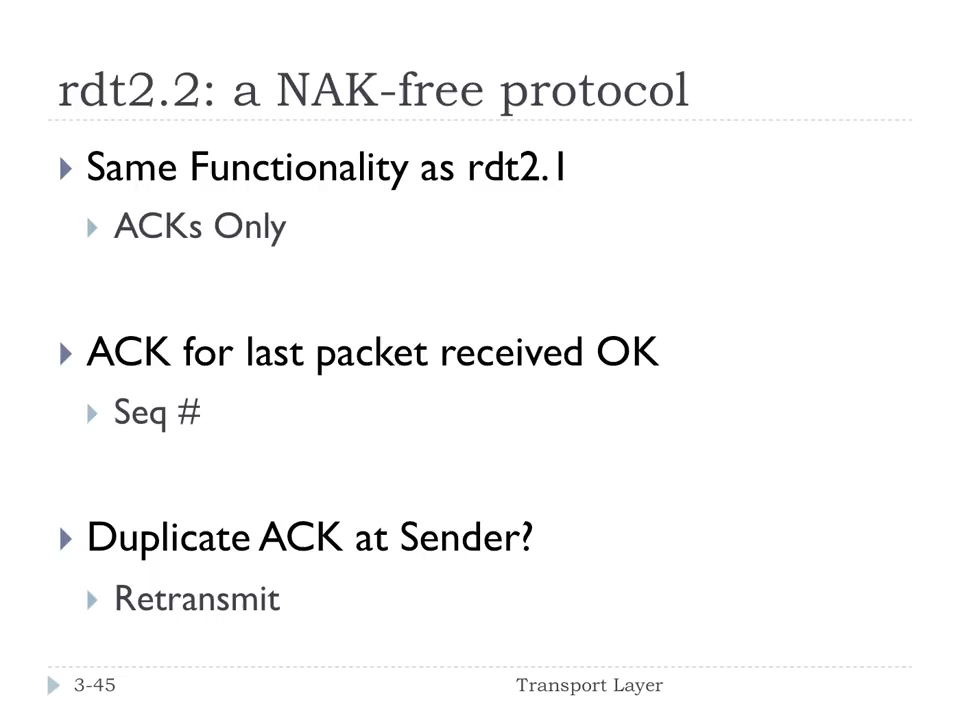 rdt2.2: a NAK-free protocol
Same Functionality as rdt2.1
ACKs Only
ACK for last packet received OK
Seq #
Duplicate ACK at Sender?
Retransmit
3-45
Transport Layer